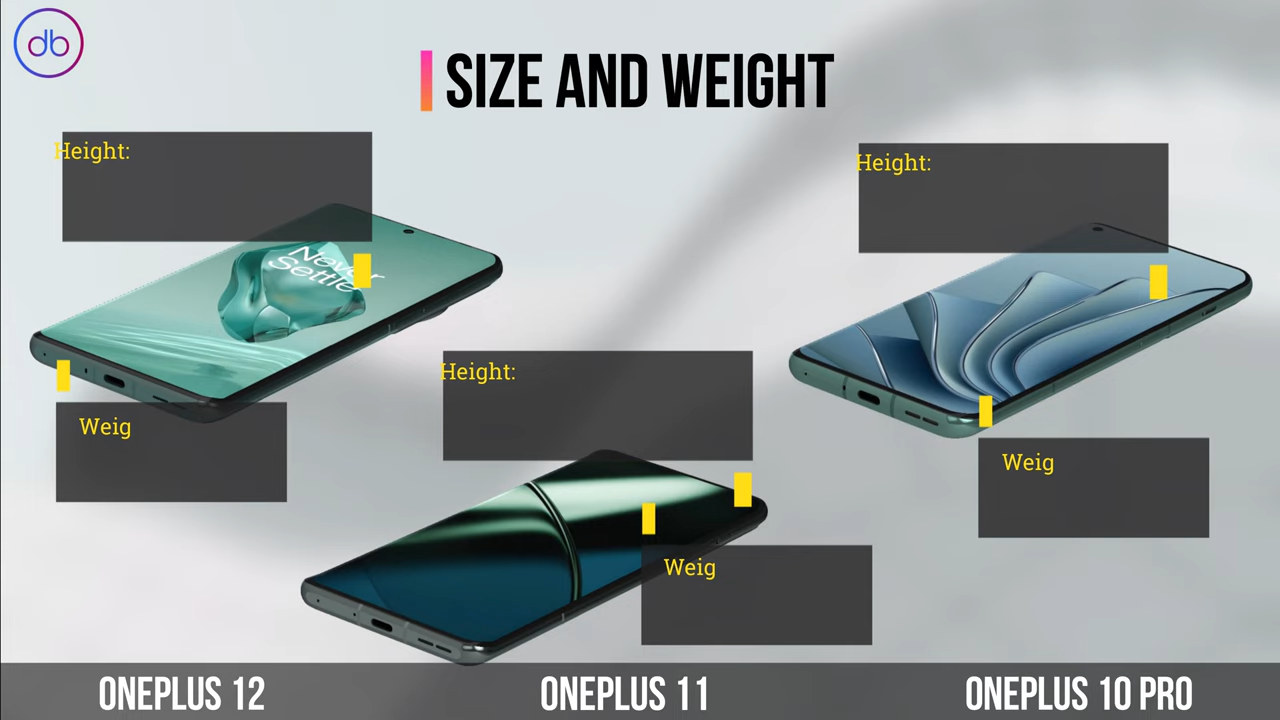 db
SIZE AND WEIGHT
Height:
Height:
Never
Settle
Height:
Weig
Weig
Weig
ONEPLUS 12
ONEPLUS 11
ONEPLUS 10 PRO